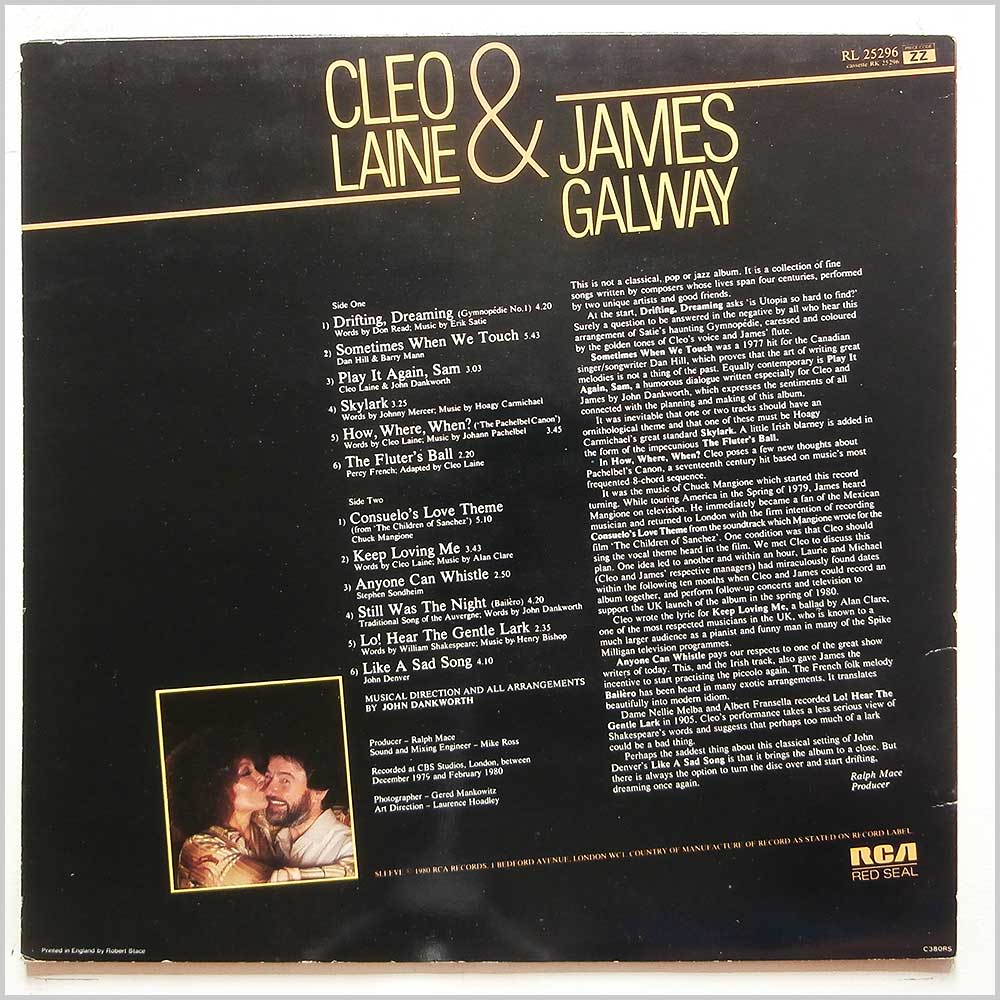 CLEO
LAINE
&
JAMES
GALWAY
RL 25296
cassette RK 25296
PRICE CODE
ZZ
Side One
1) Drifting, Dreaming (Gymnopédie No.1) 4.20
Words by Don Read; Music by Erik Satie
2) Sometimes When We Touch 5.43
Dan Hill & Barry Mann
3) Play It Again, Sam 3.03
Cleo Laine & John Dankworth
4) Skylark 3.25
Words by Johnny Mercer; Music by Hoagy Carmichael
5) How, Where, When? ('The Pachelbel Canon')
Words by Cleo Laine; Music by Johann Pachelbel 3.45
6) The Fluter's Ball 2.20
Percy French; Adapted by Cleo Laine
Side Two
1) Consuelo's Love Theme
(from 'The Children of Sanchez') 5.10
Chuck Mangione
2) Keep Loving Me 3.43
Words by Cleo Laine; Music by Alan Clare
3) Anyone Can Whistle 2.50
Stephen Sondheim
4) Still Was The Night (Bailèro) 4.20
Traditional Song of the Auvergne; Words by John Dankworth
5) Lo! Hear The Gentle Lark 2.35
Words by William Shakespeare; Music by Henry Bishop
6) Like A Sad Song 4.10
John Denver
MUSICAL DIRECTION AND ALL ARRANGEMENTS
BY JOHN DANKWORTH
Producer – Ralph Mace
Sound and Mixing Engineer – Mike Ross
Recorded at CBS Studios, London, between
December 1979 and February 1980
Photographer – Gered Mankowitz
Art Direction – Laurence Hoadley
This is not a classical, pop or jazz album. It is a collection of fine
songs written by composers whose lives span four centuries, performed
by two unique artists and good friends.
At the start, Drifting, Dreaming asks 'is Utopia so hard to find?'
Surely a question to be answered in the negative by all who hear this
arrangement of Satie's haunting Gymnopédie, caressed and coloured
by the golden tones of Cleo's voice and James' flute.
Sometimes When We Touch was a 1977 hit for the Canadian
singer/songwriter Dan Hill, which proves that the art of writing great
melodies is not a thing of the past. Equally contemporary is Play It
Again, Sam, a humorous dialogue written especially for Cleo and
James by John Dankworth, which expresses the sentiments of all
connected with the planning and making of this album.
It was inevitable that one or two tracks should have an
ornithological theme and that one of these must be Hoagy
Carmichael's great standard Skylark. A little Irish blarney is added in
the form of the impecunious The Fluter's Ball.
In How, Where, When? Cleo poses a few new thoughts about
Pachelbel's Canon, a seventeenth century hit based on music's most
frequented 8-chord sequence.
It was the music of Chuck Mangione which started this record
turning. While touring America in the Spring of 1979, James heard
Mangione on television. He immediately became a fan of the Mexican
musician and returned to London with the firm intention of recording
Consuelo's Love Theme from the soundtrack which Mangione wrote for the
film 'The Children of Sanchez'. One condition was that Cleo should
sing the vocal theme heard in the film. We met Cleo to discuss this
plan. One idea led to another and within an hour, Laurie and Michael
(Cleo and James' respective managers) had miraculously found dates
within the following ten months when Cleo and James could record an
album together, and perform follow-up concerts and television to
support the UK launch of the album in the spring of 1980.
Cleo wrote the lyric for Keep Loving Me, a ballad by Alan Clare,
one of the most respected musicians in the UK, who is known to a
much larger audience as a pianist and funny man in many of the Spike
Milligan television programmes.
Anyone Can Whistle pays our respects to one of the great show
writers of today. This, and the Irish track, also gave James the
incentive to start practising the piccolo again. The French folk melody
Bailèro has been heard in many exotic arrangements. It translates
beautifully into modern idiom.
Dame Nellie Melba and Albert Fransella recorded Lo! Hear The
Gentle Lark in 1905. Cleo's performance takes a less serious view of
Shakespeare's words and suggests that perhaps too much of a lark
could be a bad thing.
Perhaps the saddest thing about this classical setting of John
Denver's Like A Sad Song is that it brings the album to a close. But
there is always the option to turn the disc over and start drifting,
dreaming once again.
Ralph Mace
Producer
SLEEVE © 1980 RCA RECORDS, 1 BEDFORD AVENUE, LONDON WC1. COUNTRY OF MANUFACTURE OF RECORD AS STATED ON RECORD LABEL.
RCA
RED SEAL
Printed in England by Robert Stace
C380RS